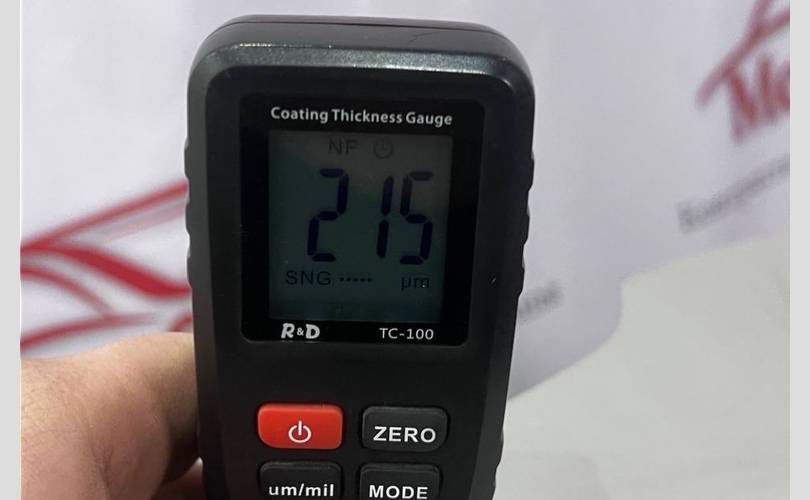 Coating Thickness Gauge
NF
215
SNG ----- µm
R&D TC-100
ZERO
um/mil MODE